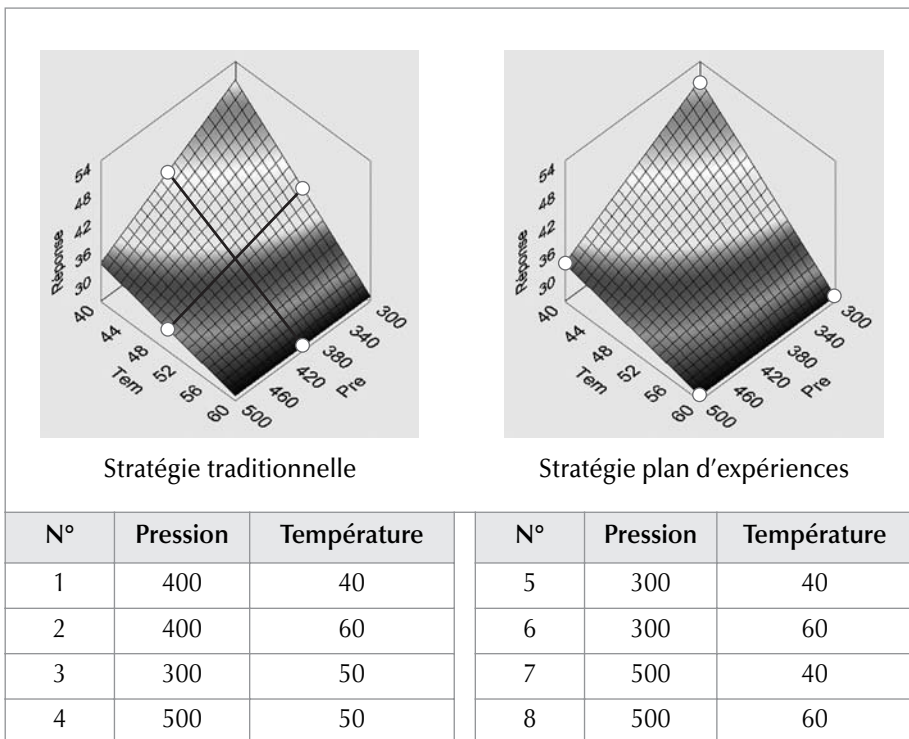 54
48
42
36
30
Réponse
40
44
48
52
56
60
Tem
300
340
380
420
460
500
Pre
54
48
42
36
30
Réponse
40
44
48
52
56
60
Tem
300
340
380
420
460
500
Pre
Stratégie traditionnelle
Stratégie plan d’expériences
N° Pression Température N° Pression Température
1 400 40 5 300 40
2 400 60 6 300 60
3 300 50 7 500 40
4 500 50 8 500 60